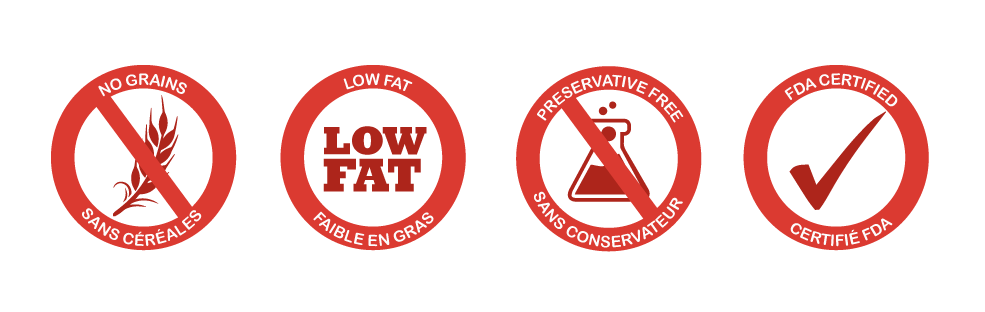 NO GRAINS
SANS CÉRÉALES
LOW FAT
LOW
FAT
FAIBLE EN GRAS
PRESERVATIVE FREE
SANS CONSERVATEUR
FDA CERTIFIED
CERTIFIÉ FDA